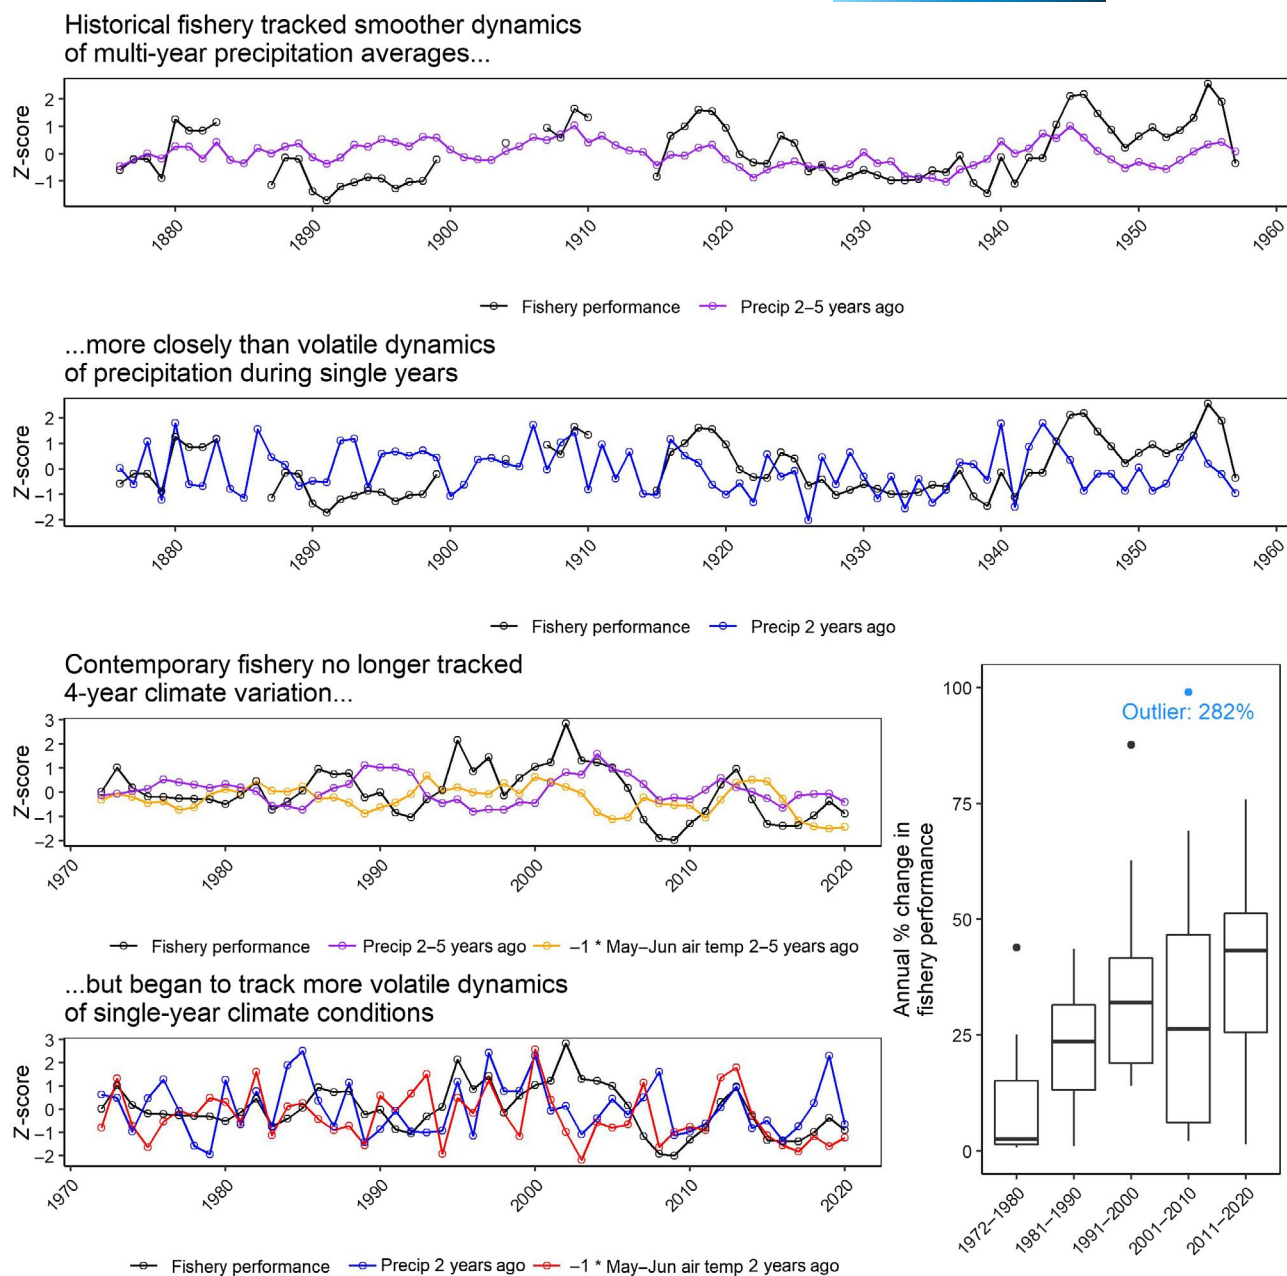 Historical fishery tracked smoother dynamics
of multi-year precipitation averages...
Z-score
2
1
0
−1
1880
1890
1900
1910
1920
1930
1940
1950
1960
Fishery performance
Precip 2–5 years ago
...more closely than volatile dynamics
of precipitation during single years
Z-score
2
1
0
−1
−2
1880
1890
1900
1910
1920
1930
1940
1950
1960
Fishery performance
Precip 2 years ago
Contemporary fishery no longer tracked
4-year climate variation...
Z-score
3
2
1
0
−1
−2
1970
1980
1990
2000
2010
2020
Fishery performance
Precip 2–5 years ago
−1 * May–Jun air temp 2–5 years ago
...but began to track more volatile dynamics
of single-year climate conditions
Z-score
3
2
1
0
−1
−2
1970
1980
1990
2000
2010
2020
Fishery performance
Precip 2 years ago
−1 * May–Jun air temp 2 years ago
Annual % change in
fishery performance
100
75
50
25
0
Outlier: 282%
1972–1980
1981–1990
1991–2000
2001–2010
2011–2020